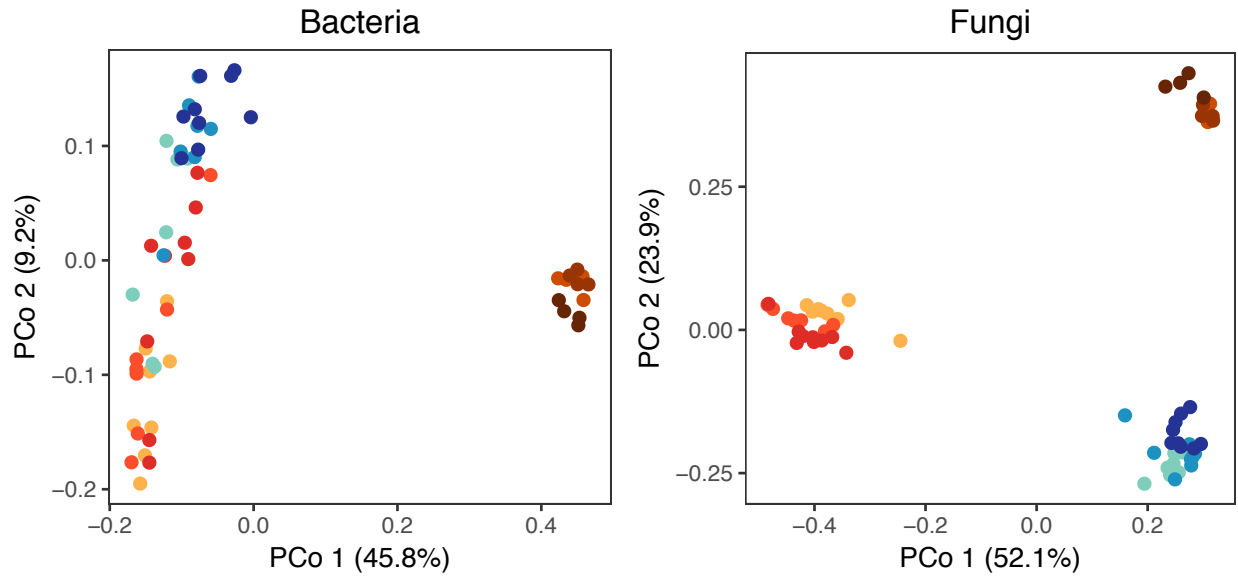 Bacteria
PCo 2 (9.2%)
0.1
0.0
−0.1
−0.2
−0.2
0.0
0.2
0.4
PCo 1 (45.8%)
Fungi
PCo 2 (23.9%)
0.25
0.00
−0.25
−0.4
−0.2
0.0
0.2
PCo 1 (52.1%)